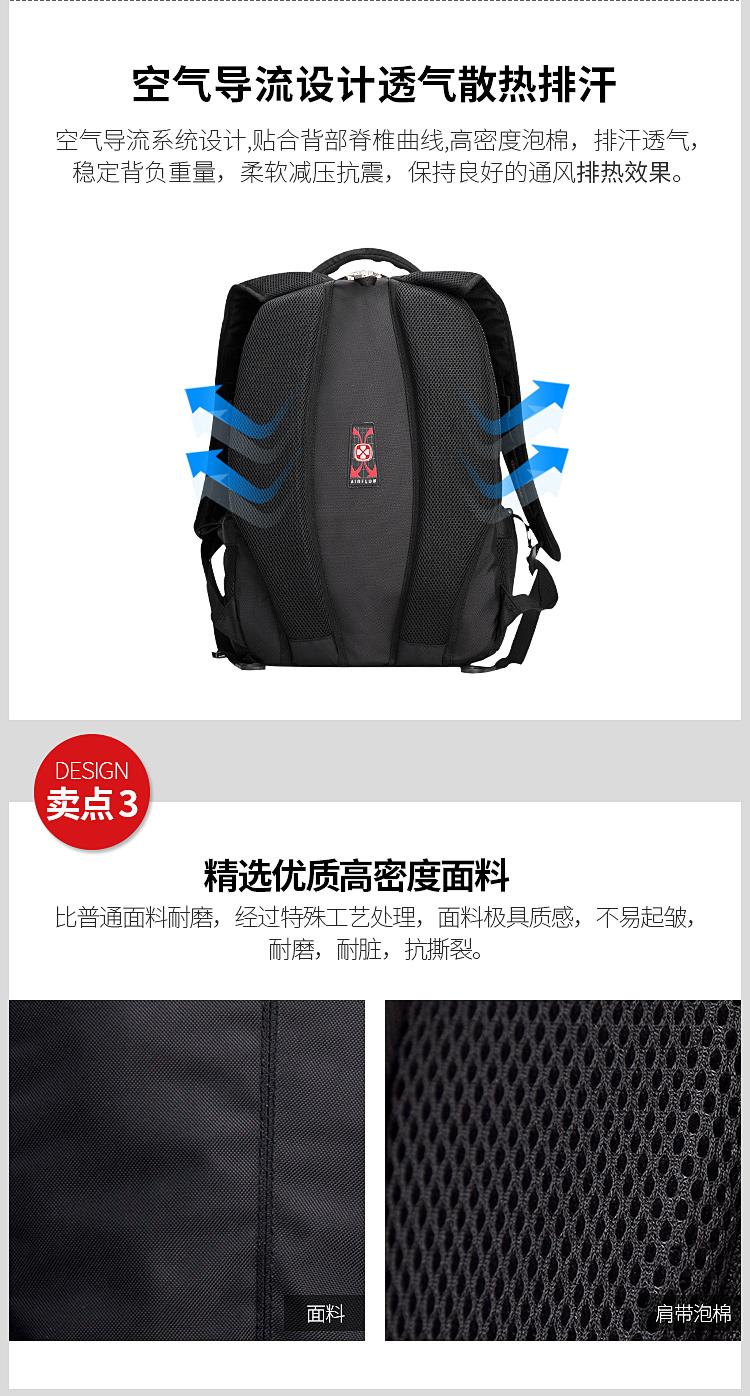 空气导流设计透气散热排汗
空气导流系统设计,贴合背部脊椎曲线,高密度泡棉，排汗透气，
稳定背负重量，柔软减压抗震，保持良好的通风排热效果。
AIRFLOW
DESIGN
卖点3
精选优质高密度面料
比普通面料耐磨，经过特殊工艺处理，面料极具质感，不易起皱，
耐磨，耐脏，抗撕裂。
面料
肩带泡棉